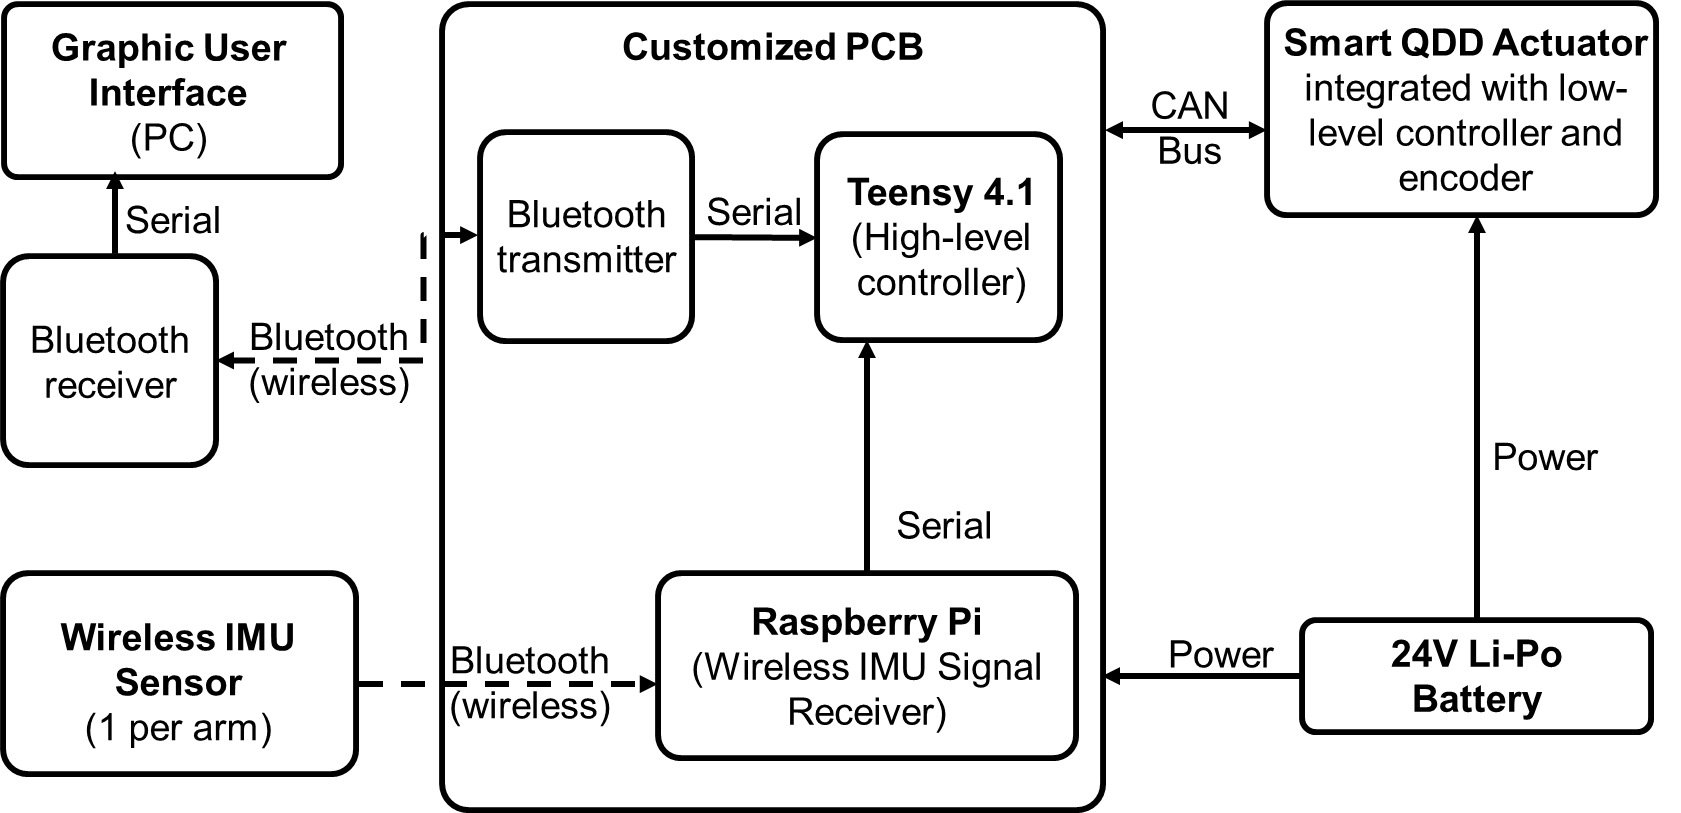 Graphic User
Interface
(PC)
Serial
Bluetooth
receiver
Bluetooth
(wireless)
Wireless IMU
Sensor
(1 per arm)
Bluetooth
(wireless)
Customized PCB
Bluetooth
transmitter
Serial
Teensy 4.1
(High-level
controller)
Serial
Raspberry Pi
(Wireless IMU Signal
Receiver)
CAN
Bus
Smart QDD Actuator
integrated with low-
level controller and
encoder
Power
Power
24V Li-Po
Battery